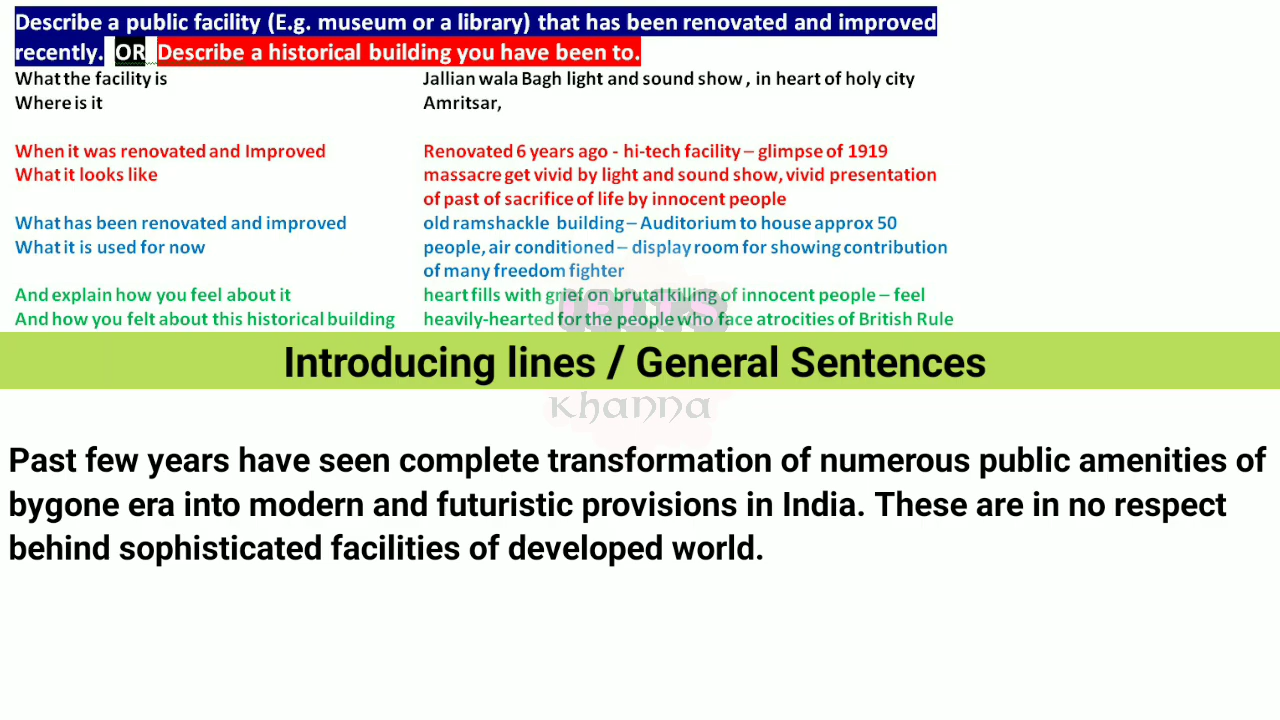 Describe a public facility (E.g. museum or a library) that has been renovated and improved
recently. OR Describe a historical building you have been to.
What the facility is Jallian wala Bagh light and sound show , in heart of holy city
Where is it Amritsar,
When it was renovated and Improved Renovated 6 years ago - hi-tech facility – glimpse of 1919
What it looks like massacre get vivid by light and sound show, vivid presentation
of past of sacrifice of life by innocent people
What has been renovated and improved old ramshackle building – Auditorium to house approx 50
What it is used for now people, air conditioned – display room for showing contribution
of many freedom fighter
And explain how you feel about it heart fills with grief on brutal killing of innocent people – feel
And how you felt about this historical building heavily-hearted for the people who face atrocities of British Rule
IELTS
Introducing lines / General Sentences
Khanna
Past few years have seen complete transformation of numerous public amenities of
bygone era into modern and futuristic provisions in India. These are in no respect
behind sophisticated facilities of developed world.